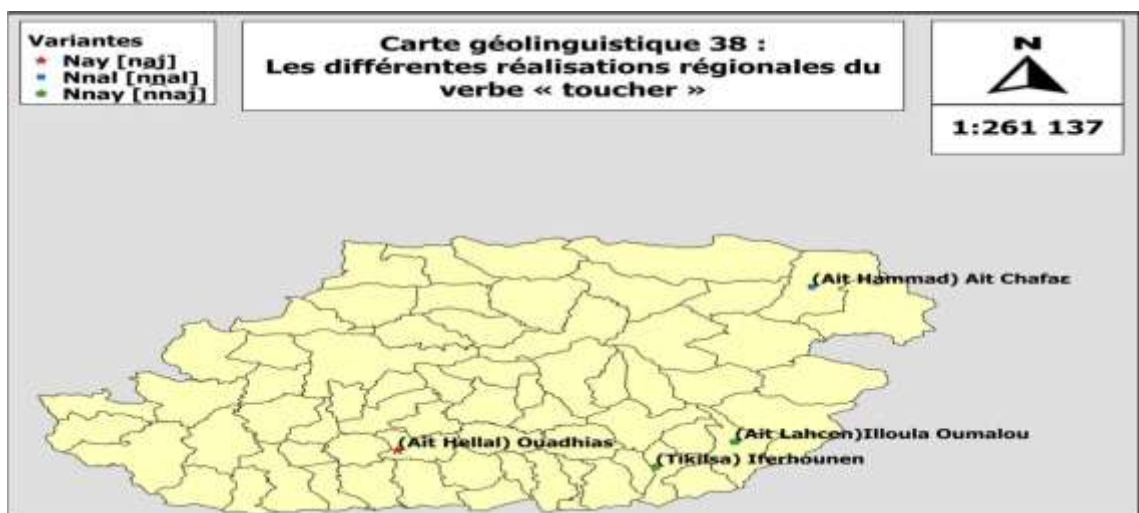 Variantes
Nay [naj]
Nnal [nnal]
Nnay [nnaj]
Carte géolinguistique 38 :
Les différentes réalisations régionales du
verbe « toucher »
N
1:261 137
(Ait Hammad) Ait Chafaɛ
(Ait Hellal) Ouadhias
(Ait Lahcen)Illoula Oumalou
(Tikilsa) Iferhounen